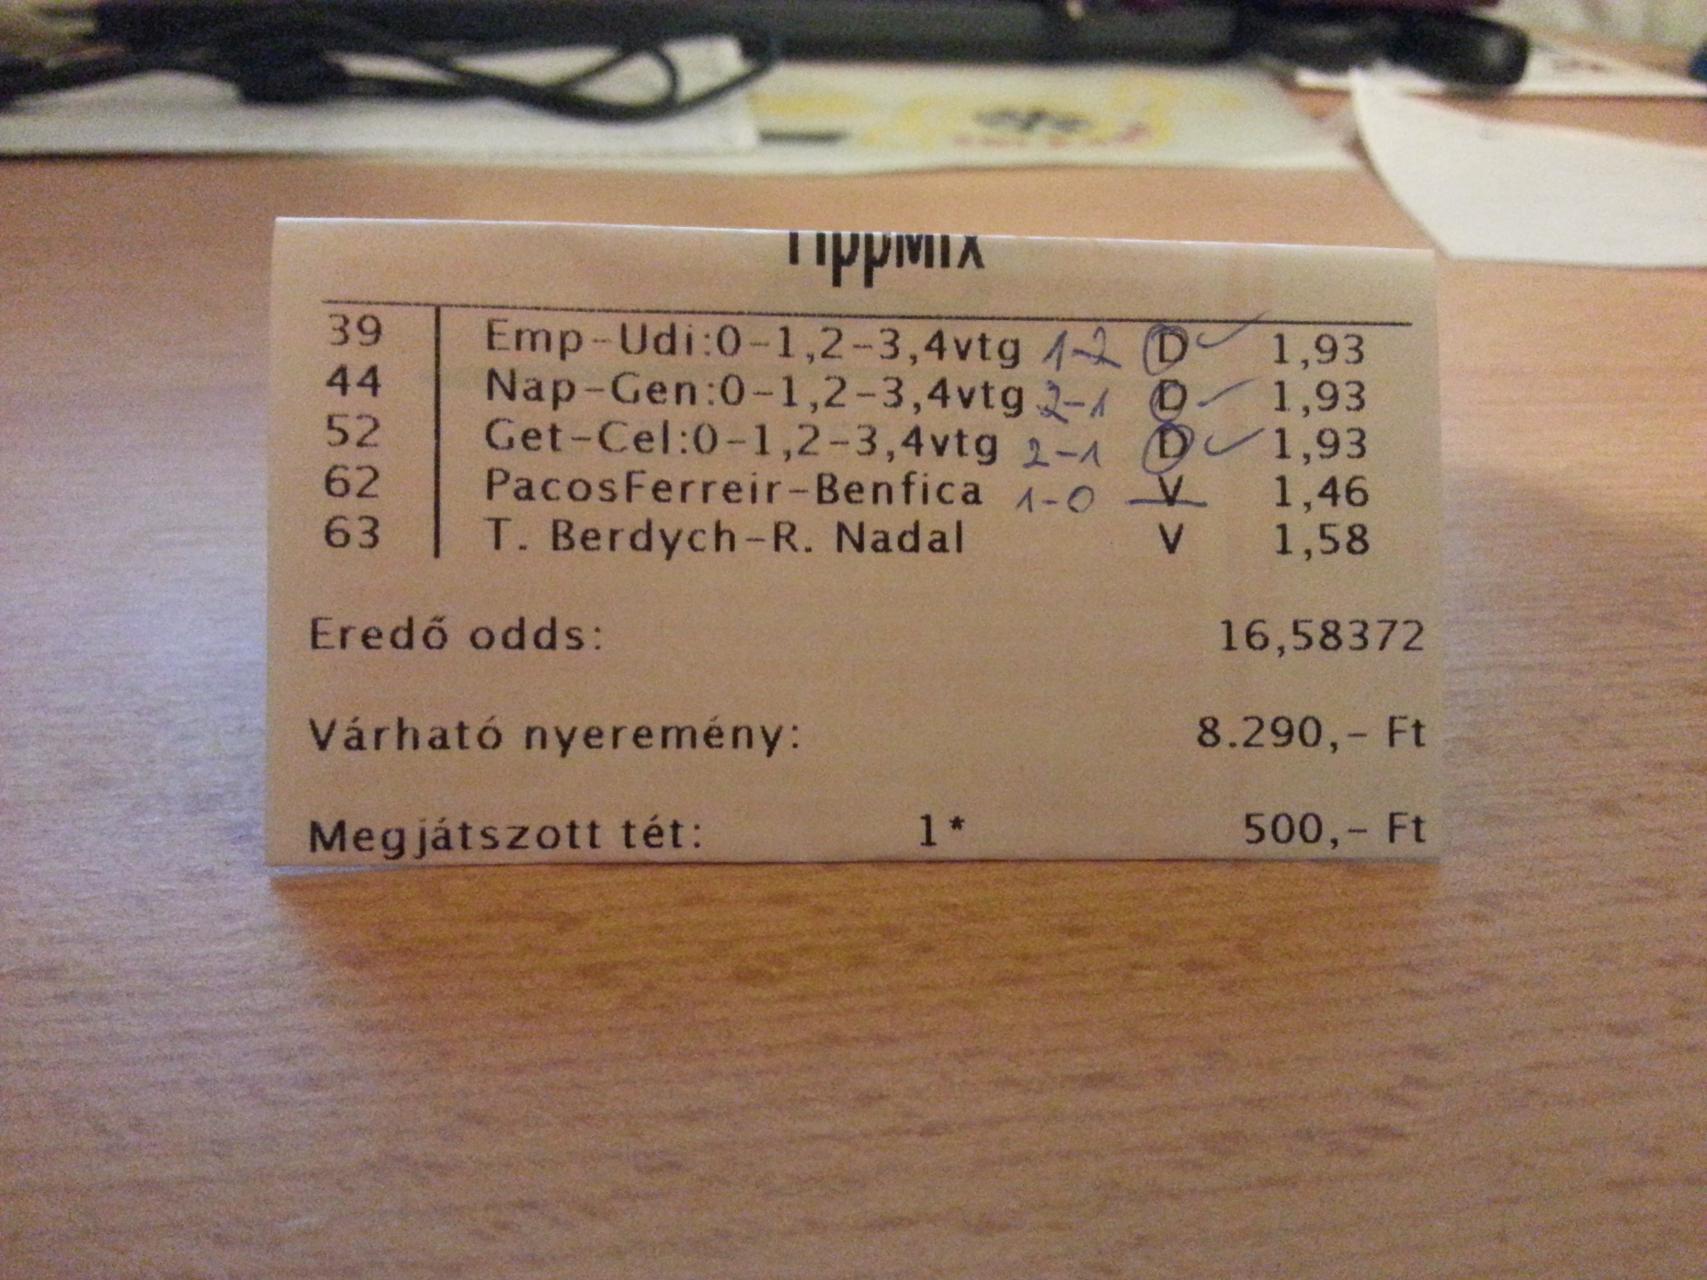 TippMix
39 Emp-Udi:0-1,2-3,4vtg 1-2 D 1,93
44 Nap-Gen:0-1,2-3,4vtg 2-1 D 1,93
52 Get-Cel:0-1,2-3,4vtg 2-1 D 1,93
62 PacosFerreir-Benfica 1-0 V 1,46
63 T. Berdych-R. Nadal V 1,58
Eredő odds: 16,58372
Várható nyeremény: 8.290,- Ft
Megjátszott tét: 1* 500,- Ft